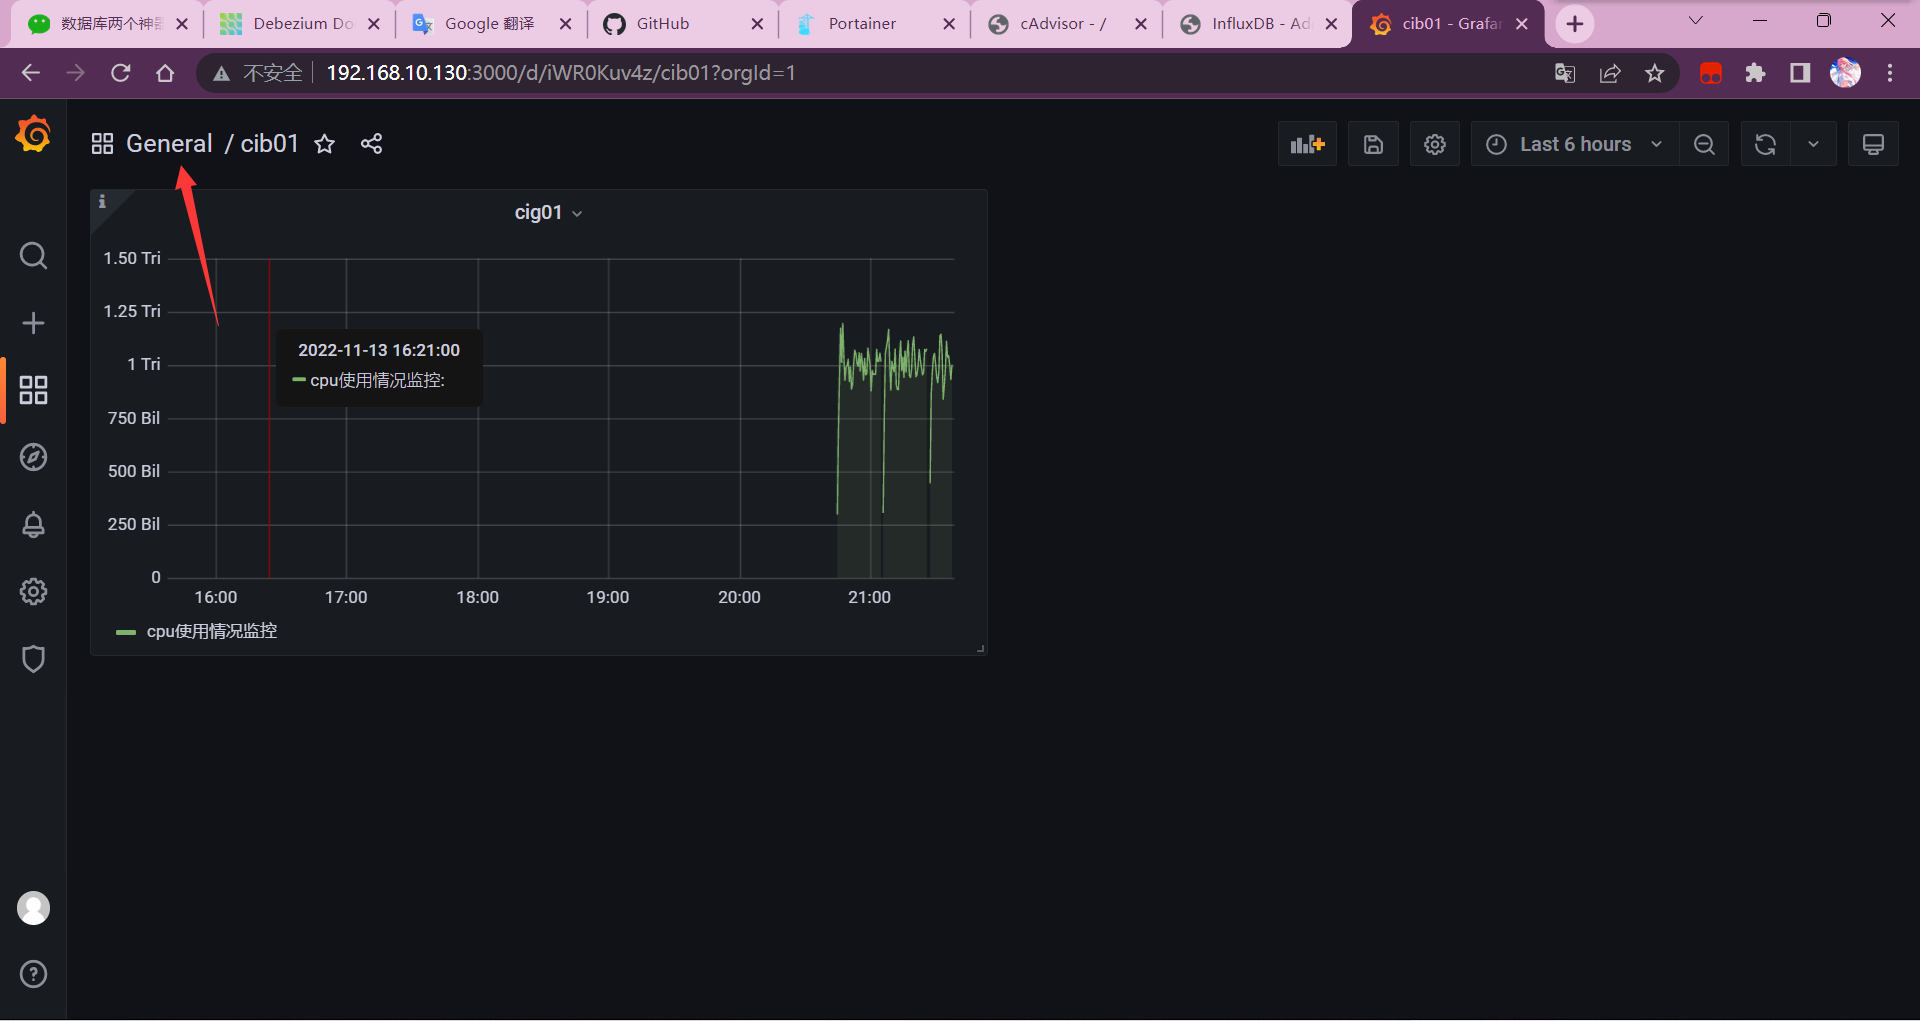 数据库两个神器
Debezium Do
Google 翻译
GitHub
Portainer
cAdvisor - /
InfluxDB - Ad
cib01 - Grafan
不安全 192.168.10.130:3000/d/iWR0Kuv4z/cib01?orgId=1
General / cib01
Last 6 hours
i
cig01
1.50 Tri
1.25 Tri
1 Tri
750 Bil
500 Bil
250 Bil
0
2022-11-13 16:21:00
cpu使用情况监控:
16:00 17:00 18:00 19:00 20:00 21:00
cpu使用情况监控